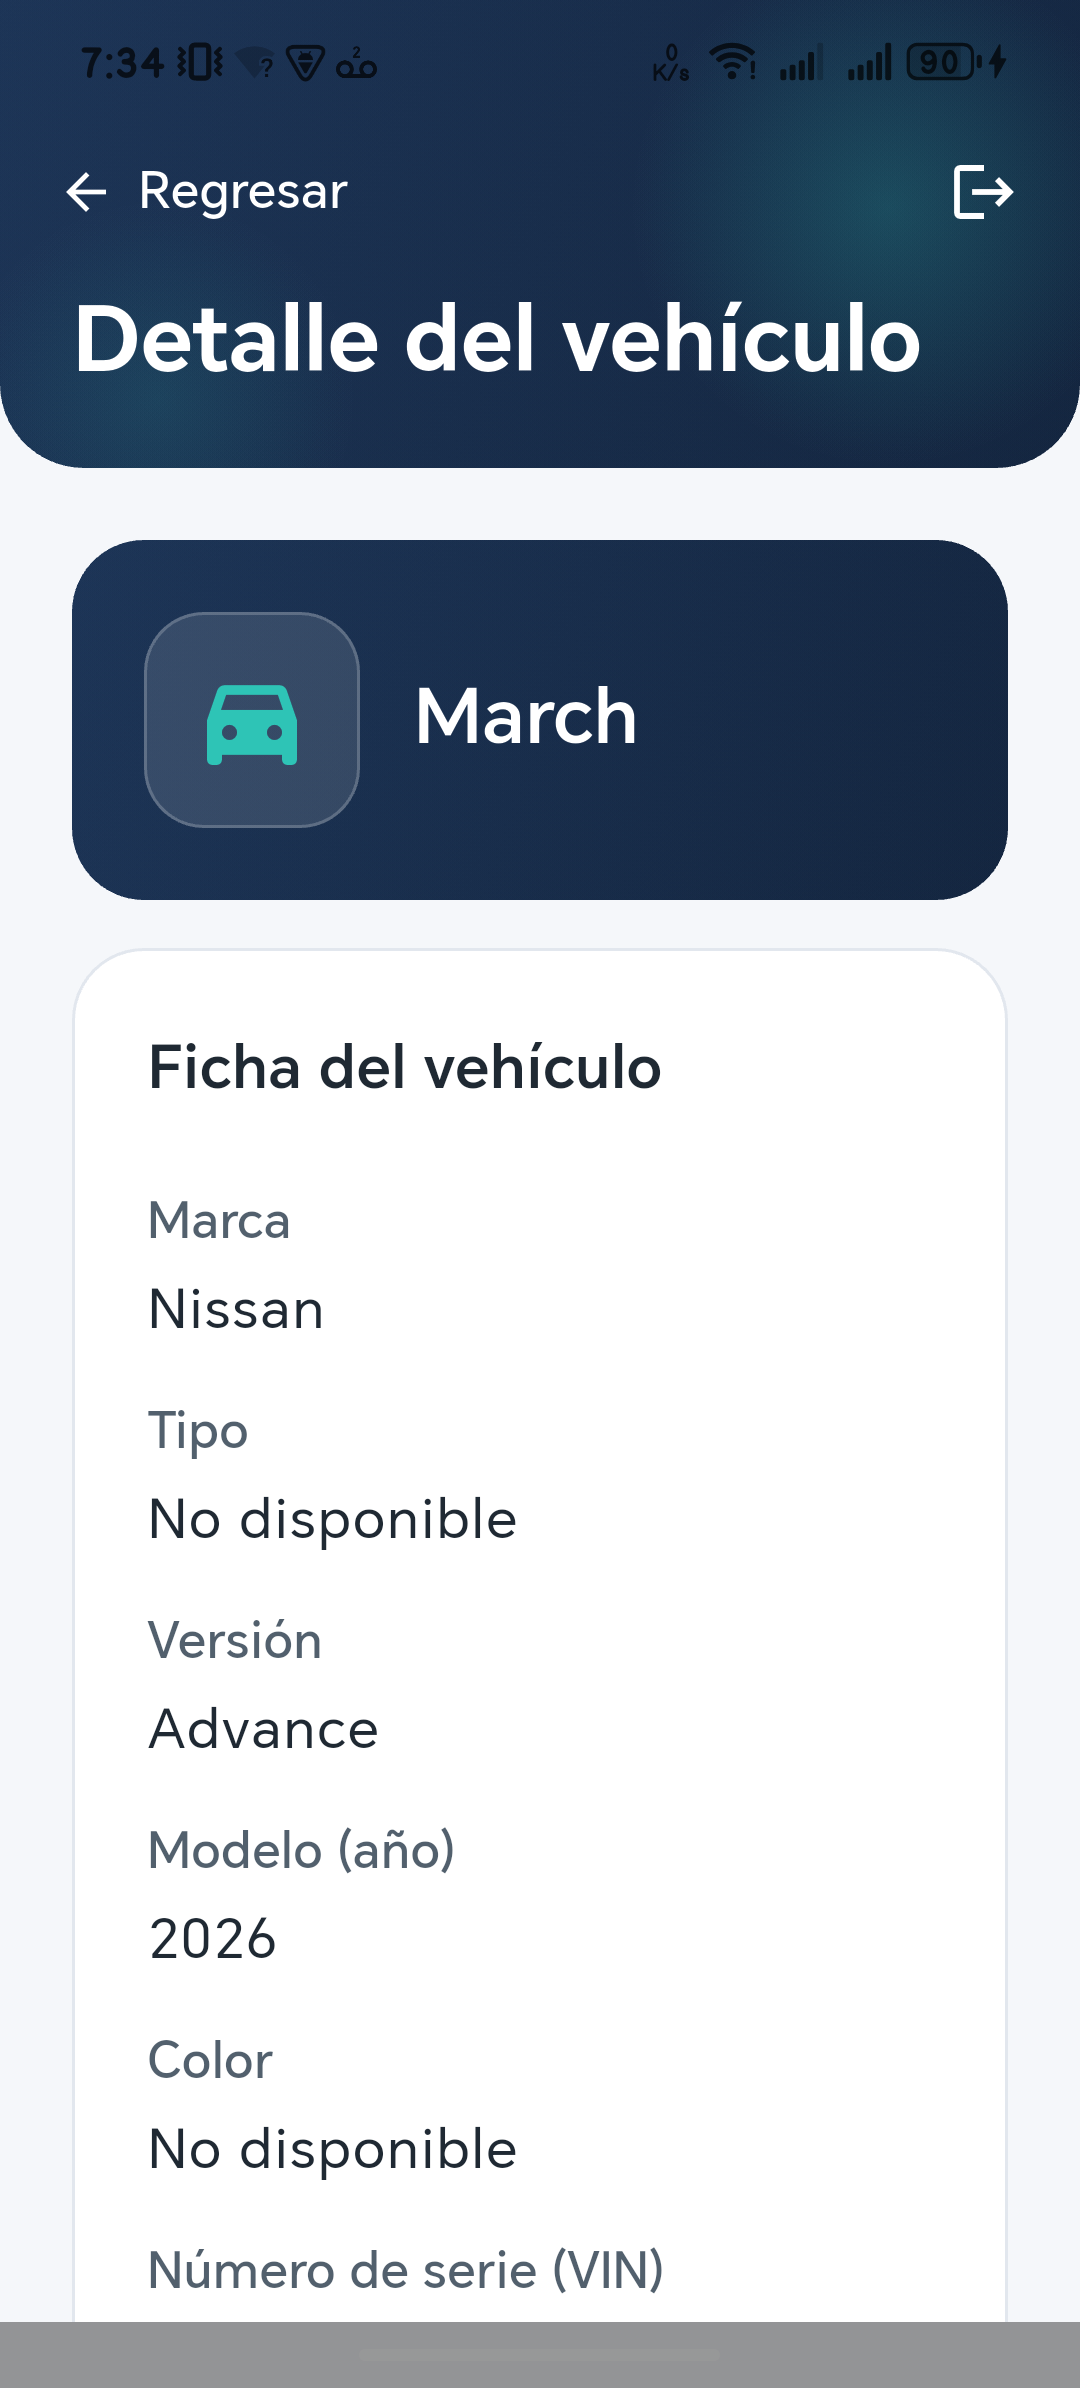 7:34
2
0
K/s
90
Regresar
Detalle del vehículo
March
Ficha del vehículo
Marca
Nissan
Tipo
No disponible
Versión
Advance
Modelo (año)
2026
Color
No disponible
Número de serie (VIN)